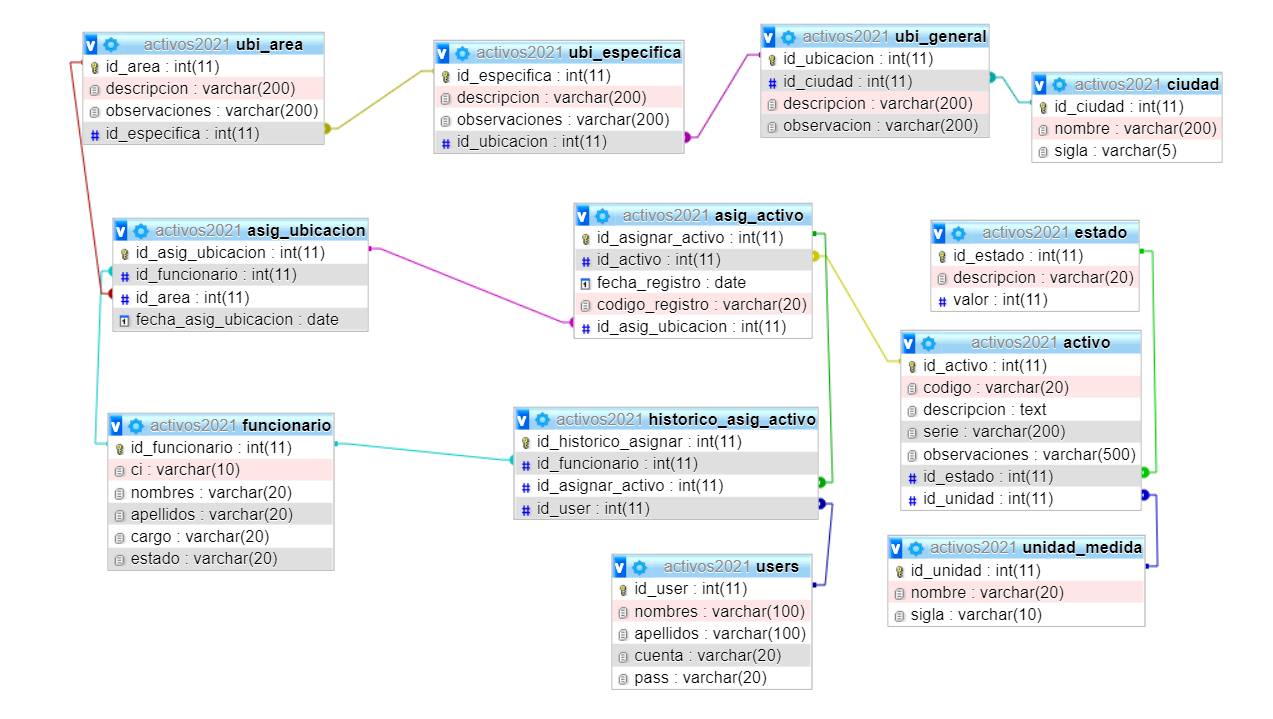 v activos2021 ubi_area
id_area : int(11)
descripcion : varchar(200)
observaciones : varchar(200)
# id_especifica : int(11)
v activos2021 ubi_especifica
id_especifica : int(11)
descripcion : varchar(200)
observaciones : varchar(200)
# id_ubicacion : int(11)
v activos2021 ubi_general
id_ubicacion : int(11)
# id_ciudad : int(11)
descripcion : varchar(200)
observacion : varchar(200)
v activos2021 ciudad
id_ciudad : int(11)
nombre : varchar(200)
sigla : varchar(5)
v activos2021 asig_ubicacion
id_asig_ubicacion : int(11)
# id_funcionario : int(11)
# id_area : int(11)
fecha_asig_ubicacion : date
v activos2021 asig_activo
id_asignar_activo : int(11)
# id_activo : int(11)
fecha_registro : date
codigo_registro : varchar(20)
# id_asig_ubicacion : int(11)
v activos2021 estado
id_estado : int(11)
descripcion : varchar(20)
# valor : int(11)
v activos2021 activo
id_activo : int(11)
codigo : varchar(20)
descripcion : text
serie : varchar(200)
observaciones : varchar(500)
# id_estado : int(11)
# id_unidad : int(11)
v activos2021 funcionario
id_funcionario : int(11)
ci : varchar(10)
nombres : varchar(20)
apellidos : varchar(20)
cargo : varchar(20)
estado : varchar(20)
v activos2021 historico_asig_activo
id_historico_asignar : int(11)
# id_funcionario : int(11)
# id_asignar_activo : int(11)
# id_user : int(11)
v activos2021 unidad_medida
id_unidad : int(11)
nombre : varchar(20)
sigla : varchar(10)
v activos2021 users
id_user : int(11)
nombres : varchar(100)
apellidos : varchar(100)
cuenta : varchar(20)
pass : varchar(20)